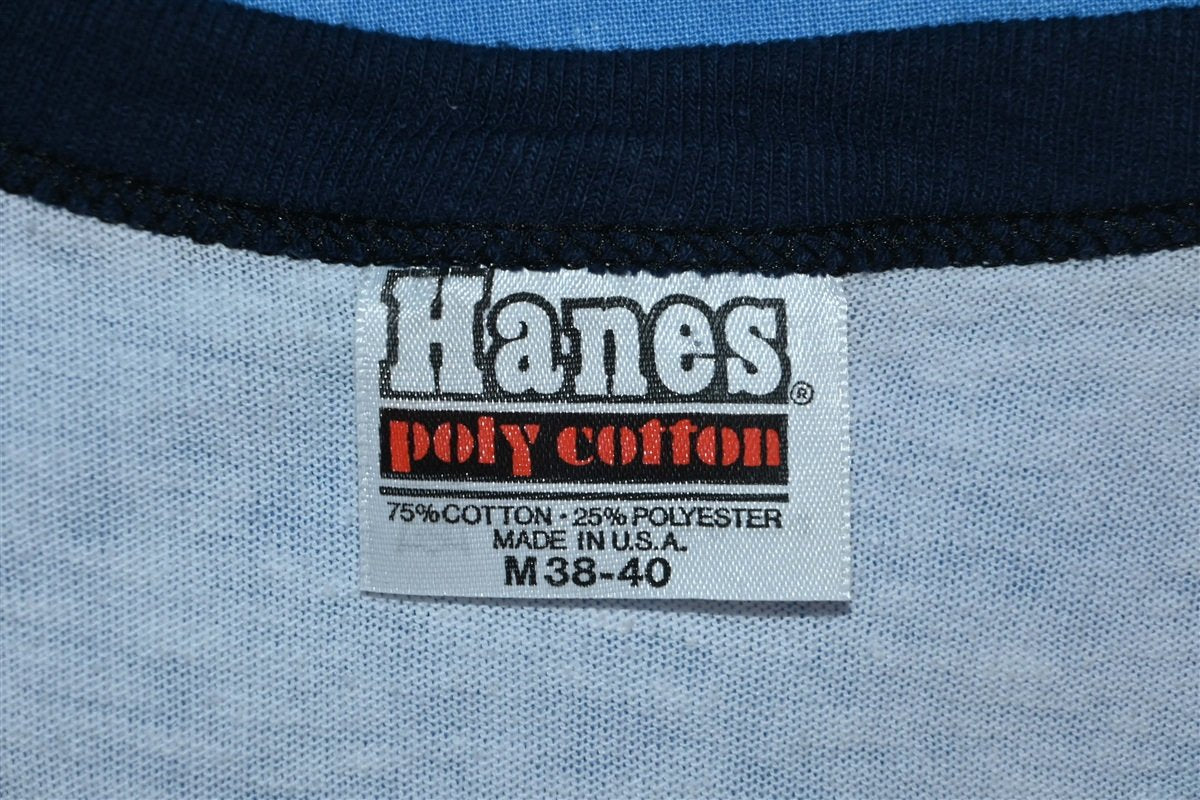 Hanes®
poly cotton
75% COTTON · 25% POLYESTER
MADE IN U.S.A.
M 38-40